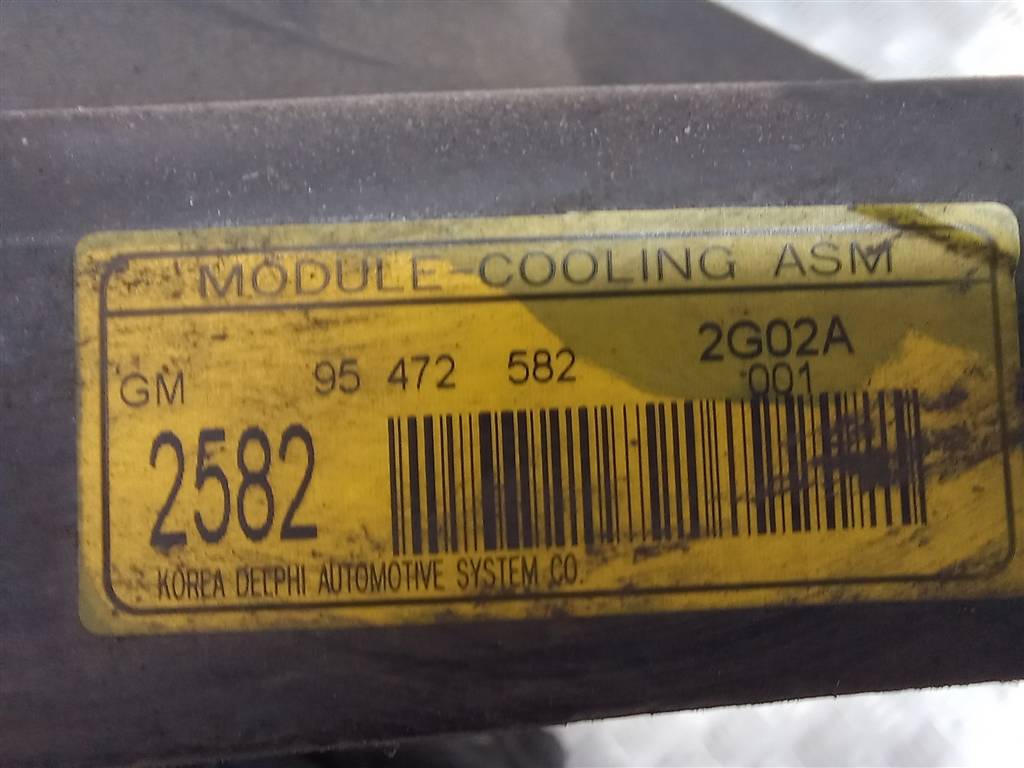 MODULE-COOLING ASM
GM 95 472 582 2G02A
001
2582
KOREA DELPHI AUTOMOTIVE SYSTEM CO.